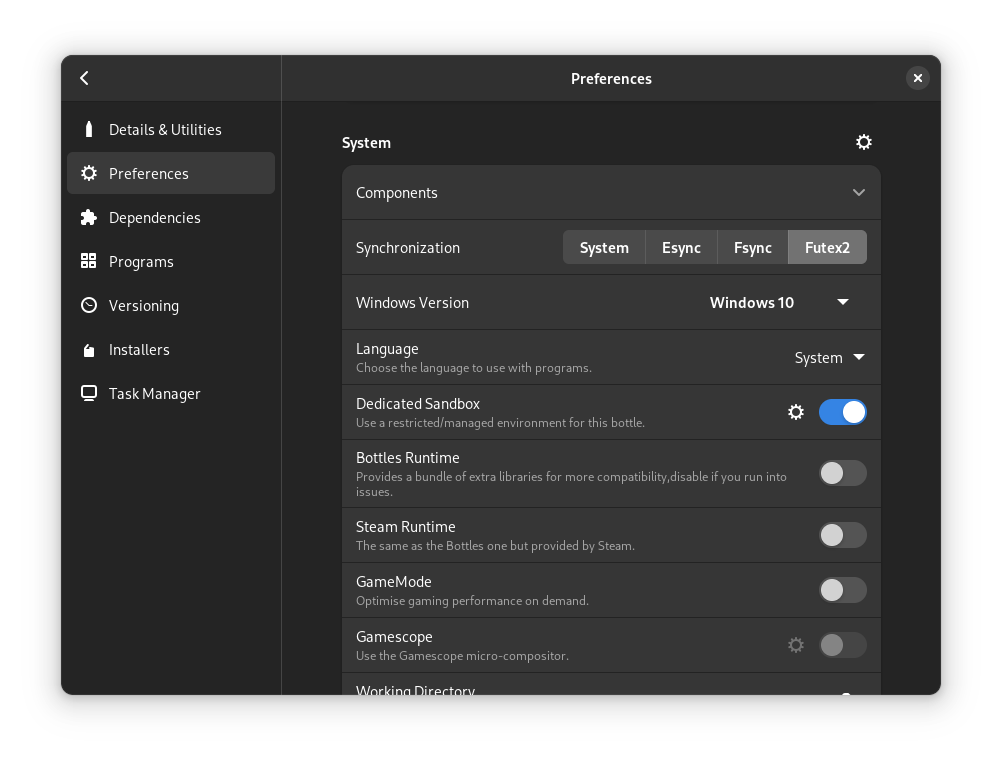 Preferences
Details & Utilities
Preferences
Dependencies
Programs
Versioning
Installers
Task Manager
System
Components
Synchronization
System Esync Fsync Futex2
Windows Version
Windows 10
Language
Choose the language to use with programs.
System
Dedicated Sandbox
Use a restricted/managed environment for this bottle.
Bottles Runtime
Provides a bundle of extra libraries for more compatibility,disable if you run into
issues.
Steam Runtime
The same as the Bottles one but provided by Steam.
GameMode
Optimise gaming performance on demand.
Gamescope
Use the Gamescope micro-compositor.
Working Directory